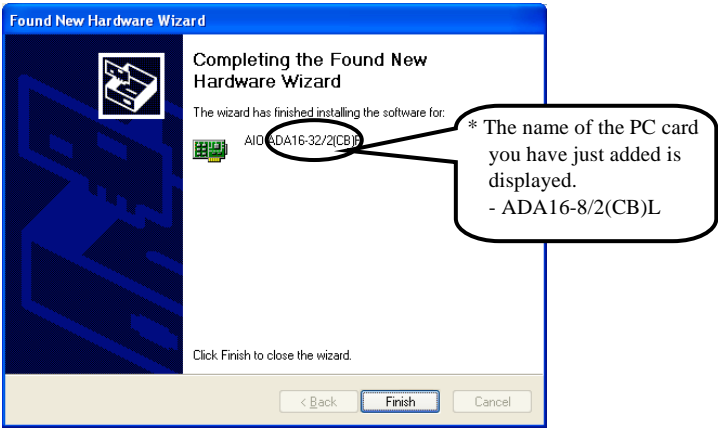 Found New Hardware Wizard
Completing the Found New
Hardware Wizard
The wizard has finished installing the software for:
AIO ADA16-32/2(CB)F
* The name of the PC card
you have just added is
displayed.
- ADA16-8/2(CB)L
Click Finish to close the wizard.
< Back
Finish
Cancel